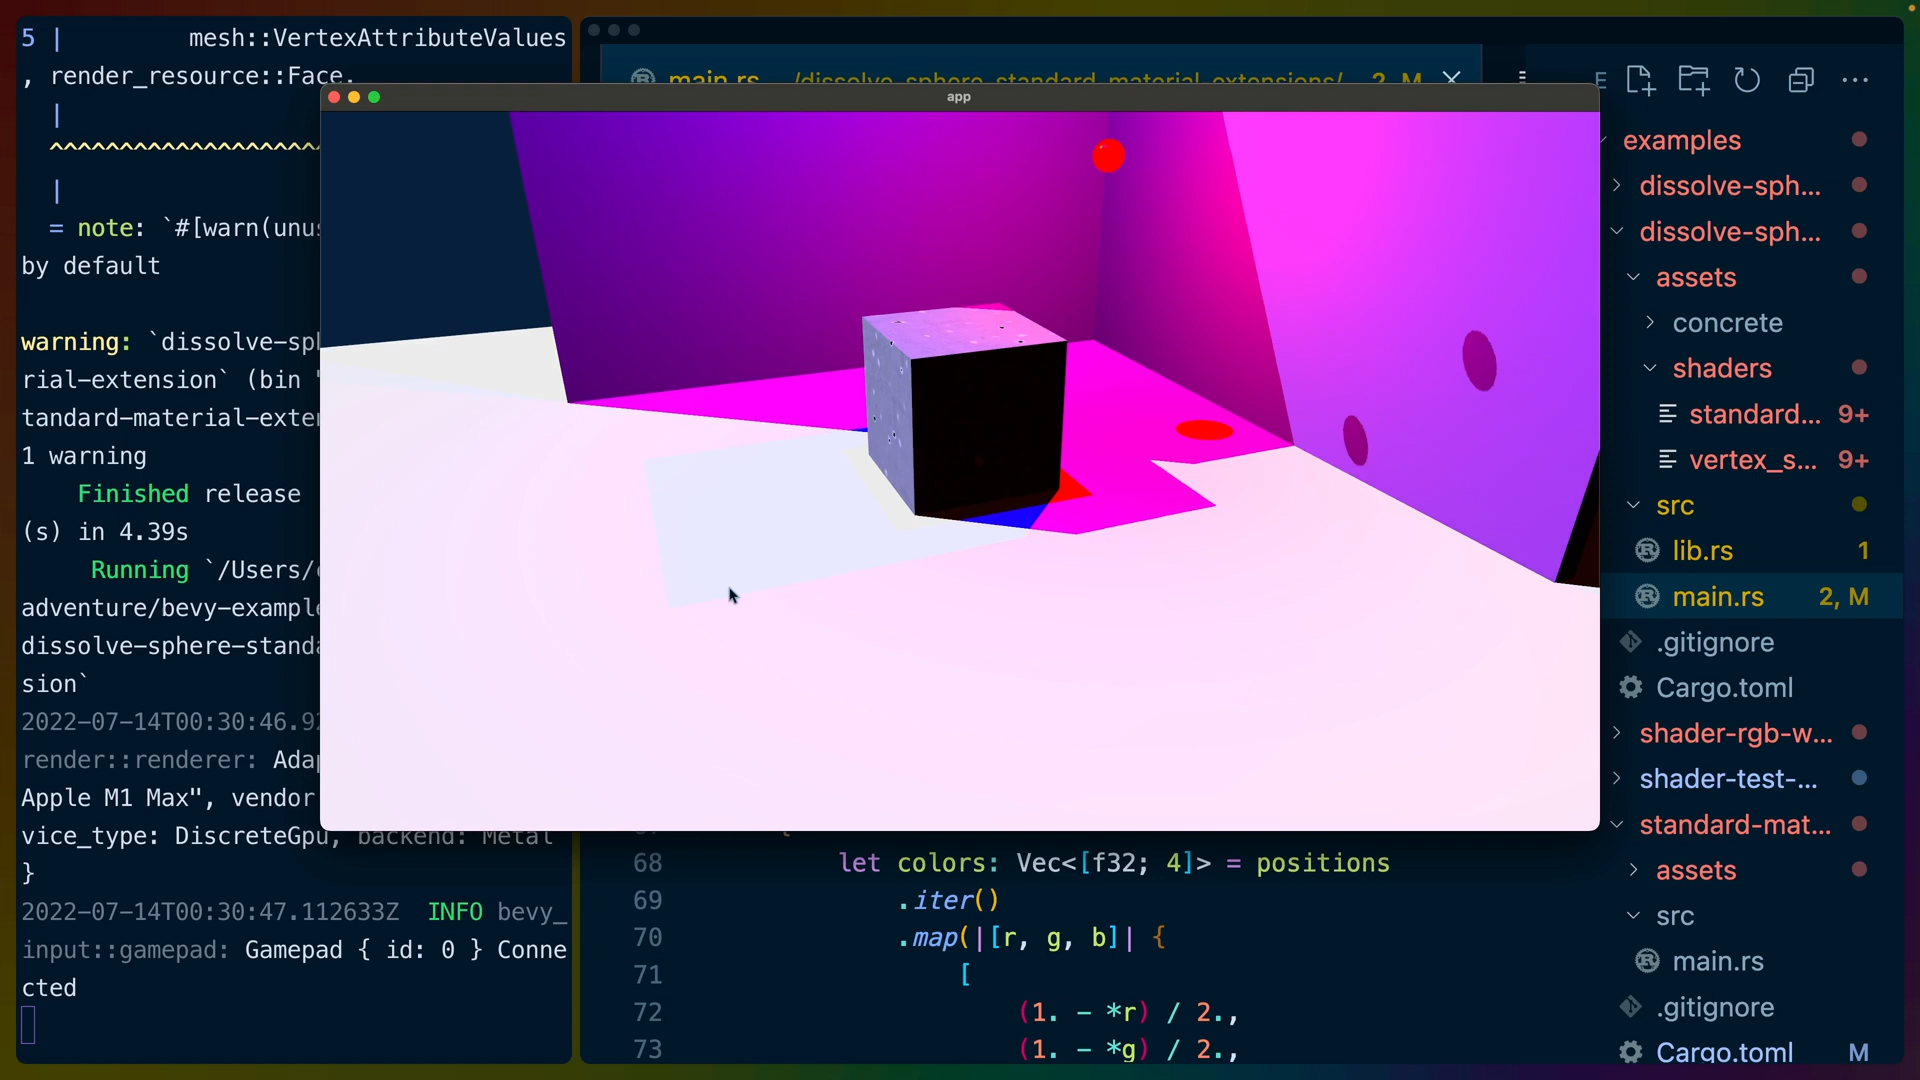 5 | mesh::VertexAttributeValues
, render_resource::Face,
|
^^^^^^^^^^^^^^^^^^^
|
= note: `#[warn(unus
by default
warning: `dissolve-sp
rial-extension` (bin
tandard-material-exte
1 warning
Finished release
(s) in 4.39s
Running `/Users/
adventure/bevy-example
dissolve-sphere-standa
sion`
2022-07-14T00:30:46.92
render::renderer: Adap
Apple M1 Max", vendor
vice_type: DiscreteGpu, backend: Metal
}
2022-07-14T00:30:47.112633Z INFO bevy_
input::gamepad: Gamepad { id: 0 } Conne
cted
main.rs ./dissolve_sphere_standard_material_extensions/ 2, M
app
68 let colors: Vec<[f32; 4]> = positions
69 .iter()
70 .map(|[r, g, b]| {
71 [
72 (1. - *r) / 2.,
73 (1. - *g) / 2.,
E
examples
dissolve-sph...
dissolve-sph...
assets
concrete
shaders
standard... 9+
vertex_s... 9+
src
lib.rs 1
main.rs 2, M
.gitignore
Cargo.toml
shader-rgb-w...
shader-test-...
standard-mat...
assets
src
main.rs
.gitignore
Cargo.toml M